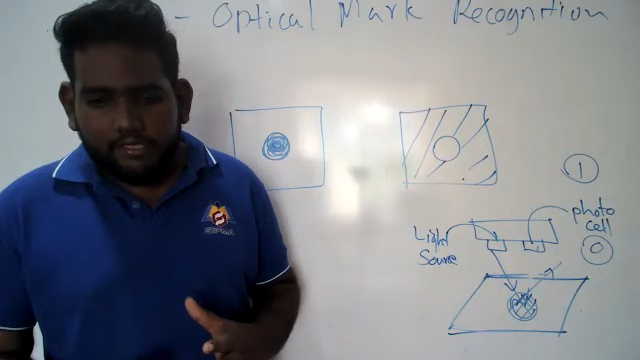 - Optical Mark Recognition
1
photo
cell
Light
Source
0